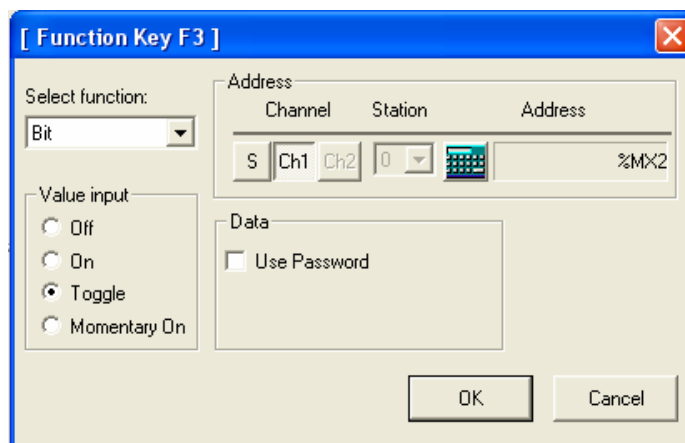 [ Function Key F3 ]
Select function:
Bit
Address
Channel Station Address
S Ch1 Ch2 0 %MX2
Value input
Off
On
Toggle
Momentary On
Data
Use Password
OK Cancel